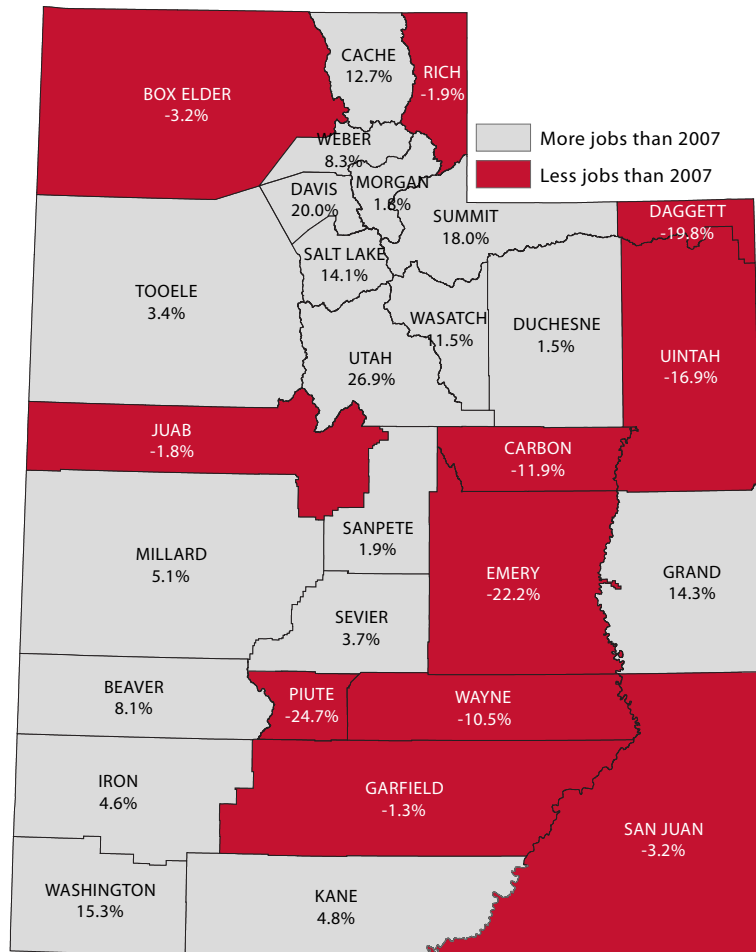 CACHE
12.7%
RICH
-1.9%
BOX ELDER
-3.2%
More jobs than 2007
Less jobs than 2007
WEBER
8.3%
MORGAN
1.8%
DAVIS
20.0%
SUMMIT
18.0%
DAGGETT
-19.8%
SALT LAKE
14.1%
TOOELE
3.4%
WASATCH
11.5%
DUCHESNE
1.5%
UINTAH
-16.9%
UTAH
26.9%
JUAB
-1.8%
CARBON
-11.9%
SANPETE
1.9%
MILLARD
5.1%
EMERY
-22.2%
GRAND
14.3%
SEVIER
3.7%
BEAVER
8.1%
PIUTE
-24.7%
WAYNE
-10.5%
IRON
4.6%
GARFIELD
-1.3%
SAN JUAN
-3.2%
WASHINGTON
15.3%
KANE
4.8%